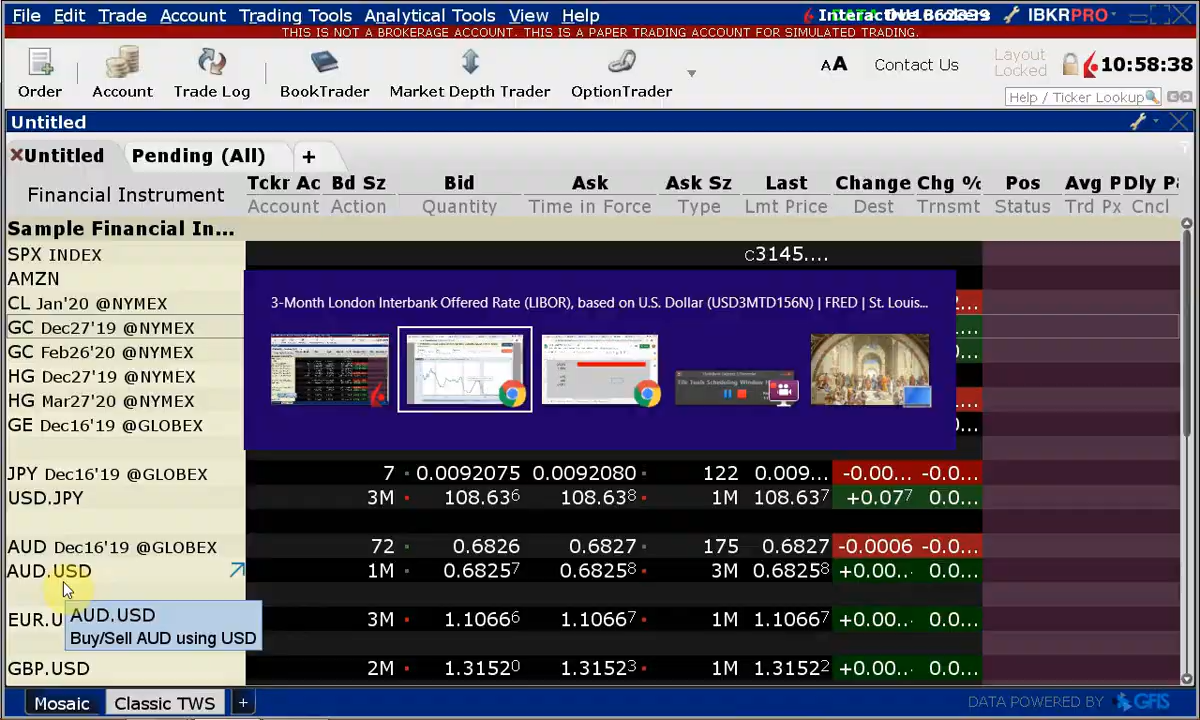 File Edit Trade Account Trading Tools Analytical Tools View Help IBKRPRO
THIS IS NOT A BROKERAGE ACCOUNT. THIS IS A PAPER TRADING ACCOUNT FOR SIMULATED TRADING.
Order Account Trade Log BookTrader Market Depth Trader OptionTrader AA Contact Us Layout Locked 10:58:38
Help / Ticker Lookup
Untitled
Untitled Pending (All) +
Financial Instrument Tckr Ac Bd Sz Bid Ask Ask Sz Last Change Chg % Pos Avg P Dly P&
Account Action Quantity Time in Force Type Lmt Price Dest Trnsmt Status Trd Px Cncl
Sample Financial In...
SPX INDEX C3145....
AMZN
3-Month London Interbank Offered Rate (LIBOR), based on U.S. Dollar (USD3MTD156N) | FRED | St. Louis...
CL Jan'20 @NYMEX
GC Dec27'19 @NYMEX
GC Feb26'20 @NYMEX
HG Dec27'19 @NYMEX
HG Mar27'20 @NYMEX
GE Dec16'19 @GLOBEX
JPY Dec16'19 @GLOBEX 7 0.0092075 0.0092080 122 0.009... -0.00... -0.0...
USD.JPY 3M 108.636 108.638 1M 108.637 +0.077 0.0...
AUD Dec16'19 @GLOBEX 72 0.6826 0.6827 175 0.6827 -0.0006 -0.0...
AUD.USD 1M 0.68257 0.68258 3M 0.68258 +0.00... 0.0...
AUD.USD
Buy/Sell AUD using USD
EUR.U 3M 1.10666 1.10667 1M 1.10667 +0.00... 0.0...
GBP.USD 2M 1.31520 1.31523 1M 1.31522 +0.00... 0.0...
Mosaic Classic TWS + DATA POWERED BY GFIS